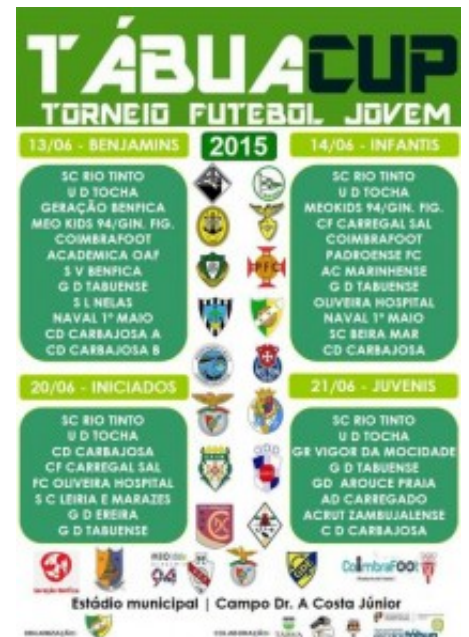 TÁBUACUP
TORNEIO FUTEBOL JOVEM
2015
13/06 - BENJAMINS
SC RIO TINTO
U D TOCHA
GERAÇÃO BENFICA
MEO KIDS 94/GIN. FIG.
COIMBRAFOOT
ACADEMICA OAF
S V BENFICA
G D TABUENSE
S L NELAS
NAVAL 1º MAIO
CD CARBAJOSA A
CD CARBAJOSA B
14/06 - INFANTIS
SC RIO TINTO
U D TOCHA
MEOKIDS 94/GIN. FIG.
CF CARREGAL SAL
COIMBRAFOOT
PADROENSE FC
AC MARINHENSE
G D TABUENSE
OLIVEIRA HOSPITAL
NAVAL 1º MAIO
SC BEIRA MAR
CD CARBAJOSA
20/06 - INICIADOS
SC RIO TINTO
U D TOCHA
CD CARBAJOSA
CF CARREGAL SAL
FC OLIVEIRA HOSPITAL
S C LEIRIA E MARAZES
G D EREIRA
G D TABUENSE
21/06 - JUVENIS
SC RIO TINTO
U D TOCHA
GR VIGOR DA MOCIDADE
G D TABUENSE
GD AROUCE PRAIA
AD CARREGADO
ACRUT ZAMBUJALENSE
C D CARBAJOSA
PFC
94
CoimbraFOOT
Estádio municipal | Campo Dr. A Costa Júnior